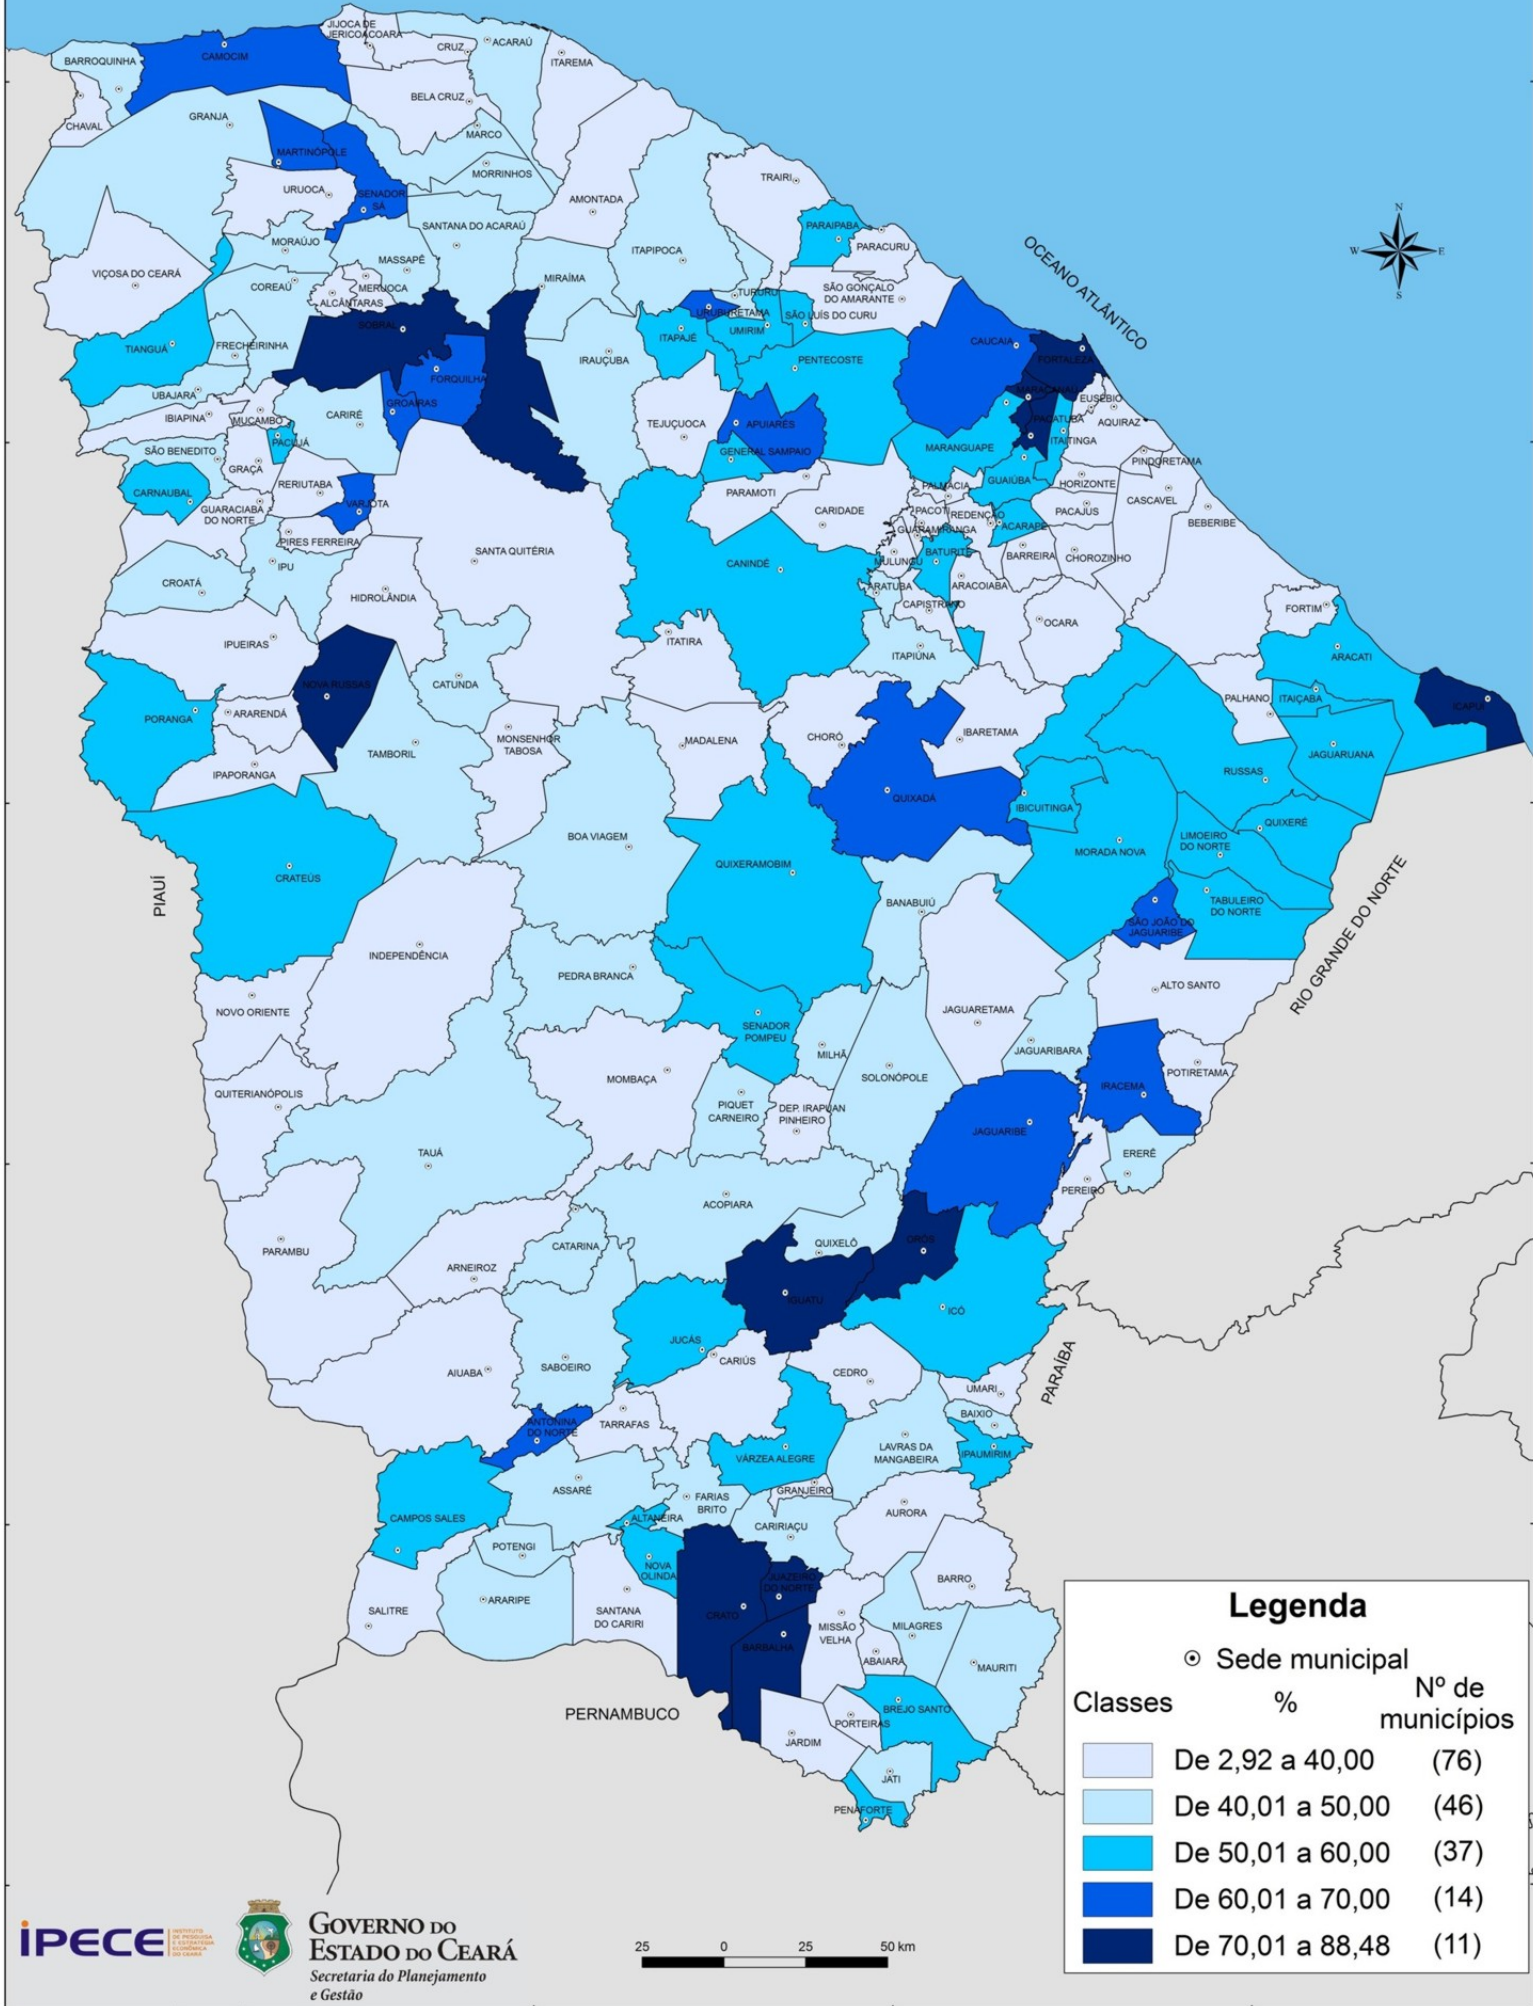 JIJOCA DE
JERICOACOARA
CRUZ
ACARAÚ
ITAREMA
BARROQUINHA
CAMOCIM
BELA CRUZ
CHAVAL
GRANJA
MARCO
MARTINÓPOLE
MORRINHOS
URUOCA
SENADOR
SÁ
AMONTADA
TRAIRI
PARAIPABA
PARACURU
SANTANA DO ACARAÚ
ITAPIPOCA
MORAÚJO
MASSAPÊ
VIÇOSA DO CEARÁ
MIRAÍMA
COREAÚ
MERUOCA
ALCÂNTARAS
TURURU
SÃO GONÇALO
DO AMARANTE
URUBURETAMA
SÃO LUÍS DO CURU
SOBRAL
TIANGUÁ
FRECHEIRINHA
ITAPAJÉ
UMIRIM
IRAUÇUBA
PENTECOSTE
CAUCAIA
FORTALEZA
FORQUILHA
UBAJARA
GROAÍRAS
MARACANAÚ
EUSÉBIO
IBIAPINA
MUCAMBO
CARIRÉ
TEJUÇUOCA
APUIARÉS
PACATUBA
AQUIRAZ
PACUJÁ
ITAITINGA
SÃO BENEDITO
GENERAL SAMPAIO
MARANGUAPE
GRAÇA
PINDORETAMA
CARNAUBAL
RERIUTABA
PARAMOTI
PALMÁCIA
GUAIÚBA
HORIZONTE
VARJOTA
CARIDADE
PACOTI
REDENÇÃO
PACAJUS
CASCAVEL
GUARACIABA
DO NORTE
GUARAMIRANGA
ACARAPE
BEBERIBE
PIRES FERREIRA
SANTA QUITÉRIA
CANINDÉ
MULUNGU
BATURITÉ
BARREIRA
CHOROZINHO
IPU
CROATÁ
HIDROLÂNDIA
ARATUBA
ARACOIABA
CAPISTRANO
FORTIM
OCARA
IPUEIRAS
ITATIRA
ITAPIÚNA
ARACATI
NOVA RUSSAS
CATUNDA
PORANGA
ARARENDÁ
PALHANO
ITAIÇABA
ICAPUÍ
MONSENHOR
TABOSA
MADALENA
CHORÓ
IBARETAMA
TAMBORIL
JAGUARUANA
IPAPORANGA
RUSSAS
QUIXADÁ
IBICUITINGA
QUIXERÉ
BOA VIAGEM
LIMOEIRO
DO NORTE
MORADA NOVA
CRATEÚS
QUIXERAMOBIM
BANABUIÚ
TABULEIRO
DO NORTE
SÃO JOÃO DO
JAGUARIBE
INDEPENDÊNCIA
PEDRA BRANCA
ALTO SANTO
NOVO ORIENTE
JAGUARETAMA
SENADOR
POMPEU
MILHÃ
JAGUARIBARA
SOLONÓPOLE
POTIRETAMA
MOMBAÇA
IRACEMA
QUITERIANÓPOLIS
PIQUET
CARNEIRO
DEP. IRAPUAN
PINHEIRO
JAGUARIBE
TAUÁ
ERERÊ
PEREIRO
ACOPIARA
PARAMBU
CATARINA
QUIXELÔ
ORÓS
ARNEIROZ
IGUATU
ICÓ
JUCÁS
CARIÚS
SABOEIRO
AIUABA
CEDRO
UMARI
ANTONINA
DO NORTE
TARRAFAS
BAIXIO
LAVRAS DA
MANGABEIRA
IPAUMIRIM
VÁRZEA ALEGRE
ASSARÉ
FARIAS
BRITO
GRANJEIRO
AURORA
CAMPOS SALES
ALTANEIRA
CARIRIAÇU
POTENGI
NOVA
OLINDA
JUAZEIRO
DO NORTE
BARRO
ARARIPE
SALITRE
SANTANA
DO CARIRI
CRATO
MISSÃO
VELHA
MILAGRES
BARBALHA
ABAIARA
MAURITI
BREJO SANTO
PORTEIRAS
JARDIM
JATI
PENAFORTE
OCEANO ATLÂNTICO
N
W
E
S
PIAUÍ
RIO GRANDE DO NORTE
PARAÍBA
PERNAMBUCO
Legenda
Sede municipal
Classes
%
Nº de
municípios
De 2,92 a 40,00 (76)
De 40,01 a 50,00 (46)
De 50,01 a 60,00 (37)
De 60,01 a 70,00 (14)
De 70,01 a 88,48 (11)
IPECE
INSTITUTO
DE PESQUISA
E ESTRATÉGIA
ECONÔMICA
DO CEARÁ
GOVERNO DO
ESTADO DO CEARÁ
Secretaria do Planejamento
e Gestão
25 0 25 50 km